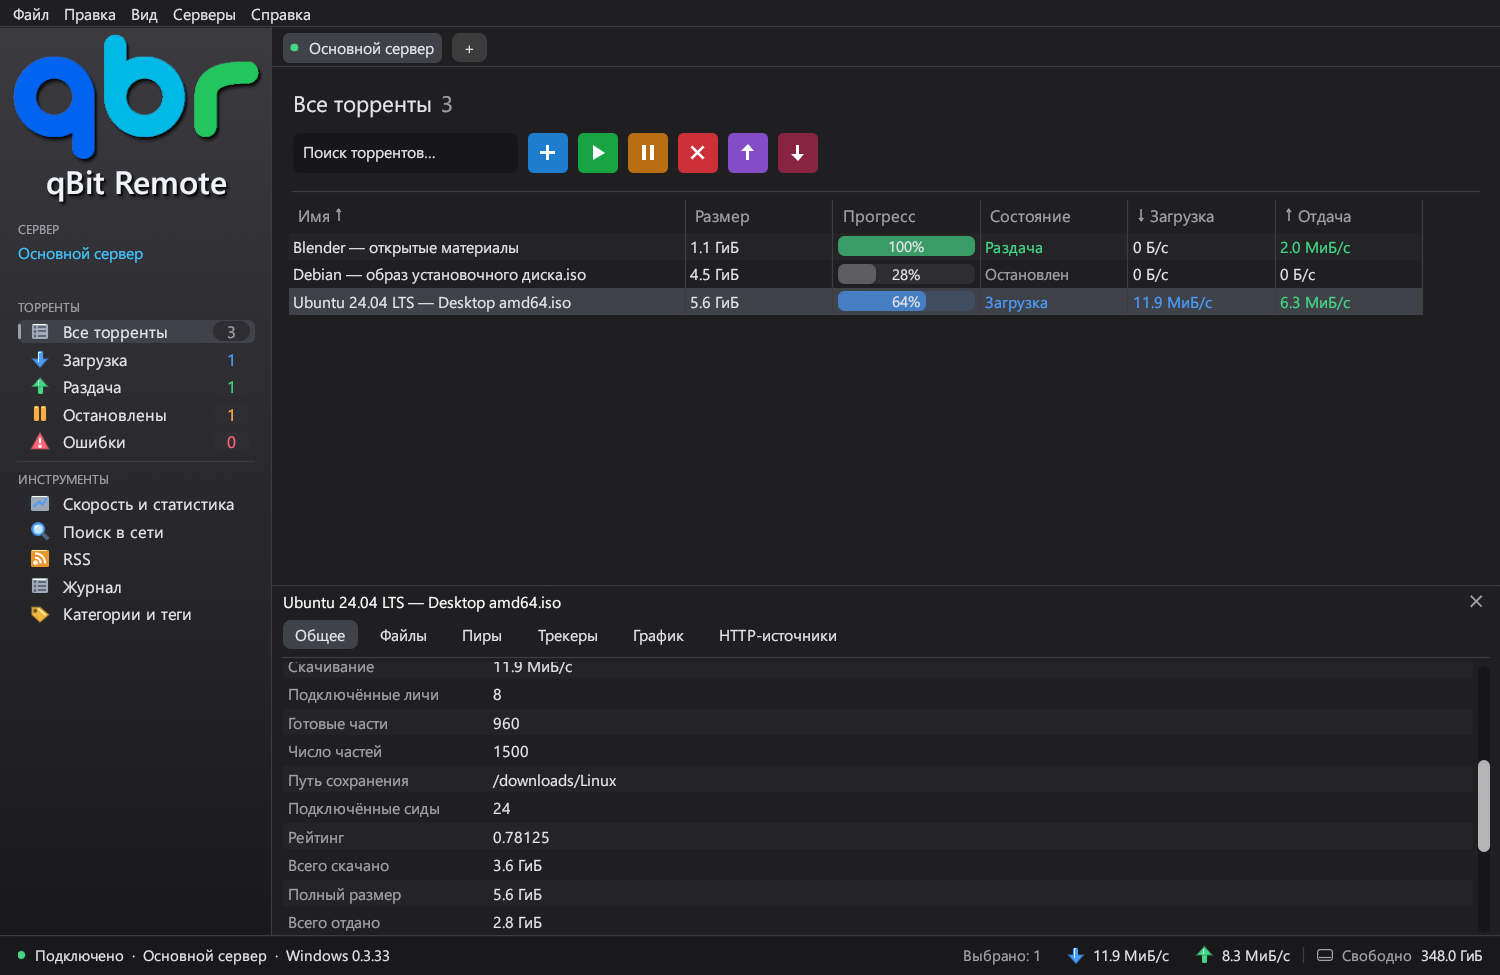 Файл Правка Вид Серверы Справка
qbr
qBit Remote
СЕРВЕР
Основной сервер
ТОРРЕНТЫ
Все торренты 3
Загрузка 1
Раздача 1
Остановлены 1
Ошибки 0
ИНСТРУМЕНТЫ
Скорость и статистика
Поиск в сети
RSS
Журнал
Категории и теги
Основной сервер +
Все торренты 3
Поиск торрентов...
Имя ↑ Размер Прогресс Состояние ↓ Загрузка ↑ Отдача
Blender — открытые материалы 1.1 ГиБ 100% Раздача 0 Б/с 2.0 МиБ/с
Debian — образ установочного диска.iso 4.5 ГиБ 28% Остановлен 0 Б/с 0 Б/с
Ubuntu 24.04 LTS — Desktop amd64.iso 5.6 ГиБ 64% Загрузка 11.9 МиБ/с 6.3 МиБ/с
Ubuntu 24.04 LTS — Desktop amd64.iso
Общее Файлы Пиры Трекеры График HTTP-источники
Скачивание 11.9 МиБ/с
Подключённые личи 8
Готовые части 960
Число частей 1500
Путь сохранения /downloads/Linux
Подключённые сиды 24
Рейтинг 0.78125
Всего скачано 3.6 ГиБ
Полный размер 5.6 ГиБ
Всего отдано 2.8 ГиБ
Подключено · Основной сервер · Windows 0.3.33
Выбрано: 1 11.9 МиБ/с 8.3 МиБ/с Свободно 348.0 ГиБ